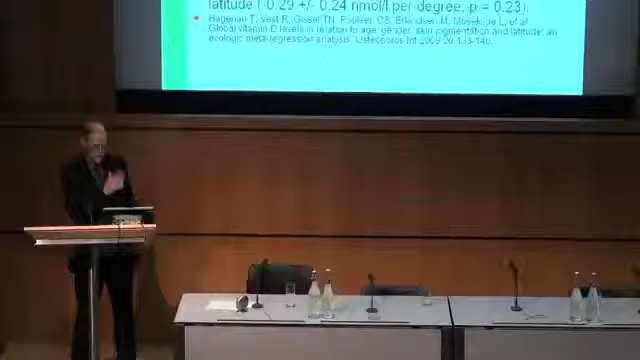 latitude (-0.29 +/- 0.24 nmol/l per degree, p = 0.23).
Hagenau T, Vest R, Gissel TN, Poulsen CS, Erlandsen M, Mosekilde L, et al
Global vitamin D levels in relation to age, gender, skin pigmentation and latitude: an
ecologic meta-regression analysis. Osteoporos Int 2009;20:133-140.